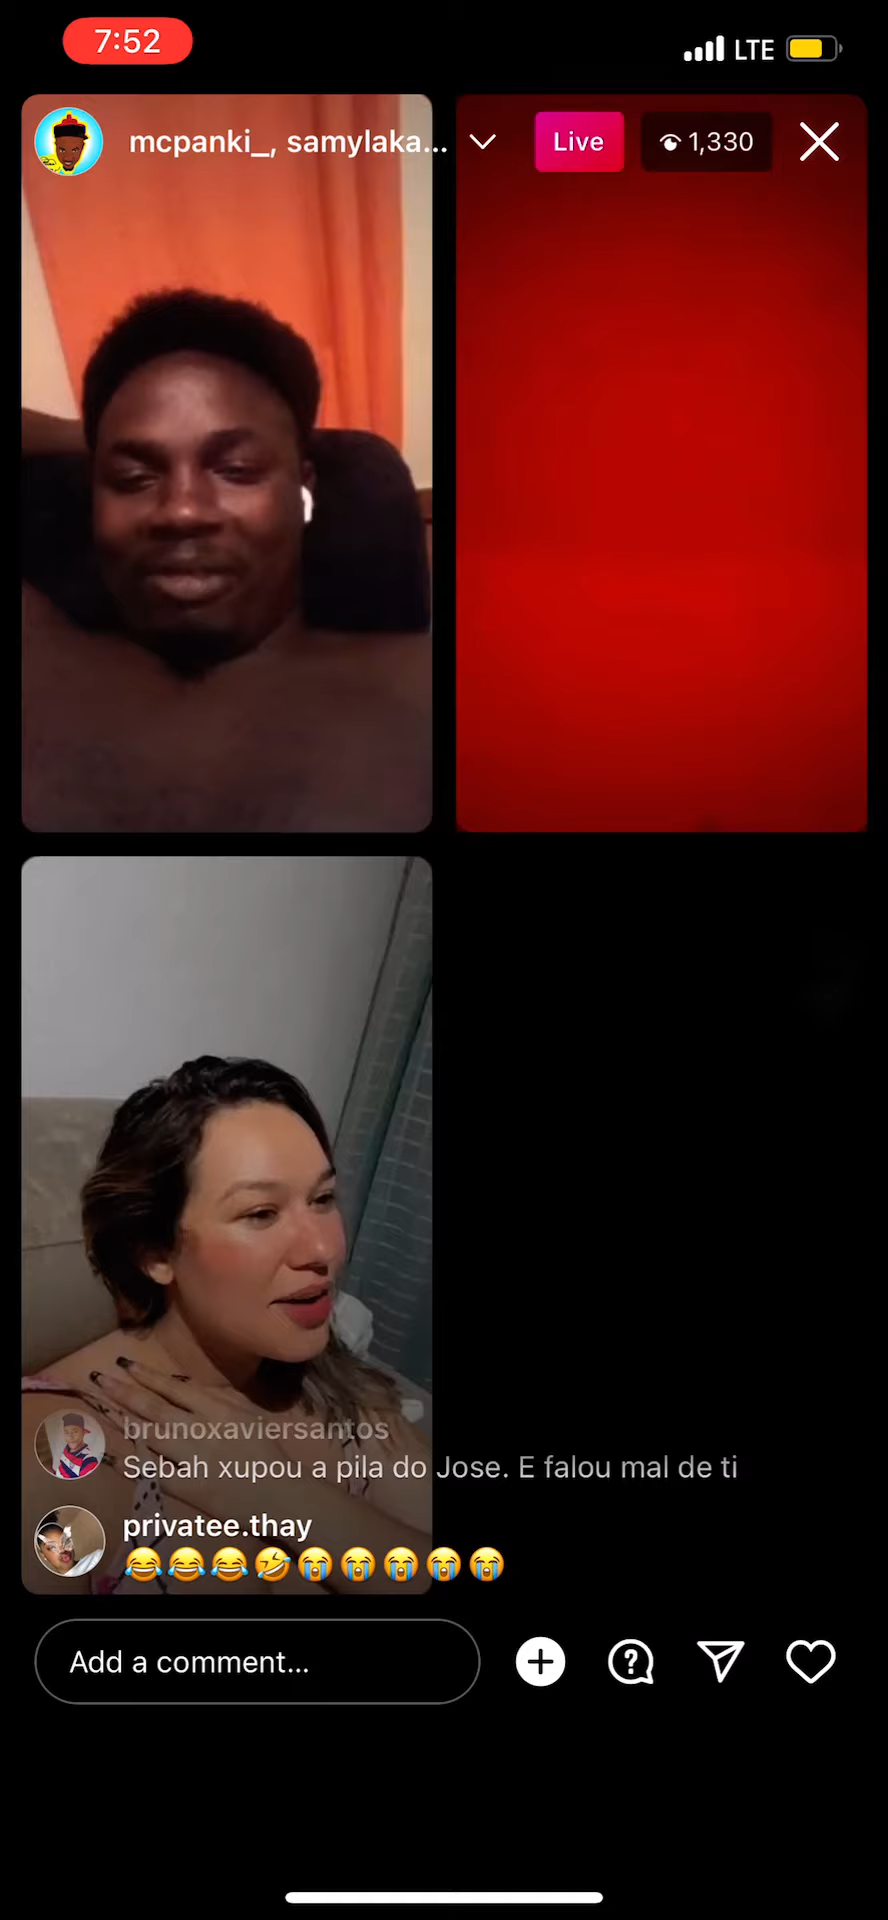 7:52
LTE
mcpanki_, samylaka...
Live
1,330
brunoxaviersantos
Sebah xupou a pila do Jose. E falou mal de ti
privatee.thay
😂😂😂🤣😭😭😭😭😭
Add a comment...